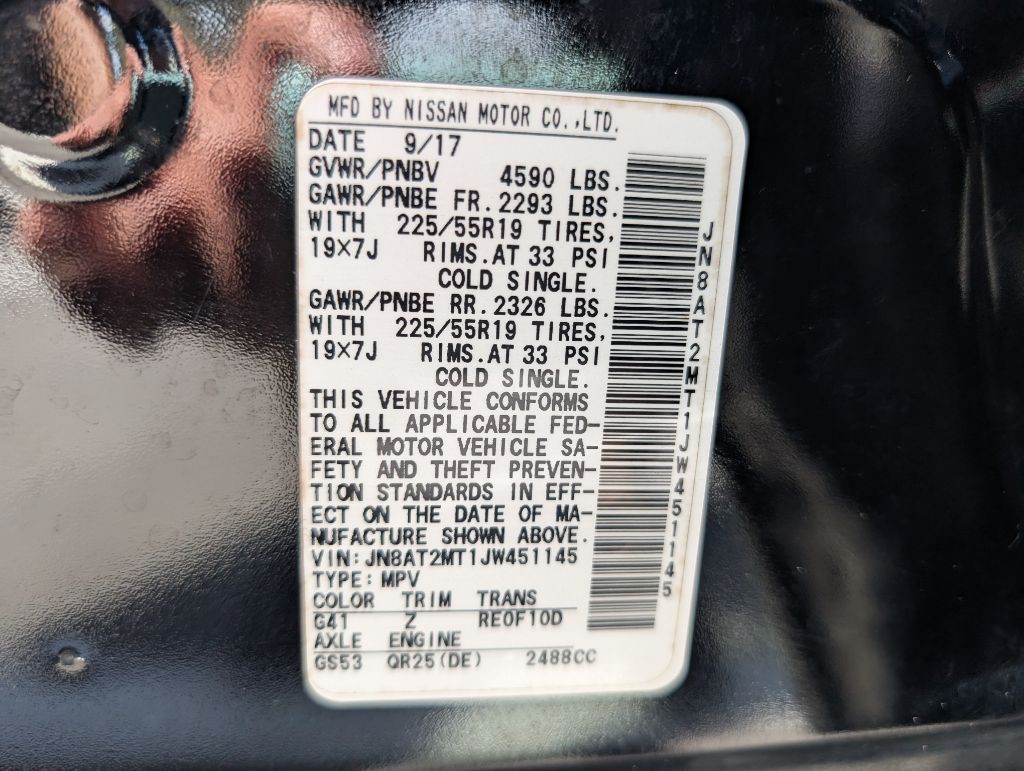 MFD BY NISSAN MOTOR CO.,LTD.
DATE 9/17
GVWR/PNBV 4590 LBS.
GAWR/PNBE FR. 2293 LBS.
WITH 225/55R19 TIRES,
19×7J RIMS.AT 33 PSI
COLD SINGLE.
GAWR/PNBE RR. 2326 LBS.
WITH 225/55R19 TIRES,
19×7J RIMS.AT 33 PSI
COLD SINGLE.
THIS VEHICLE CONFORMS
TO ALL APPLICABLE FED-
ERAL MOTOR VEHICLE SA-
FETY AND THEFT PREVEN-
TION STANDARDS IN EFF-
ECT ON THE DATE OF MA-
NUFACTURE SHOWN ABOVE.
VIN: JN8AT2MT1JW451145
TYPE: MPV
COLOR TRIM TRANS
G41 Z RE0F10D
AXLE ENGINE
GS53 QR25(DE) 2488CC
JN8AT2MT1JW451145